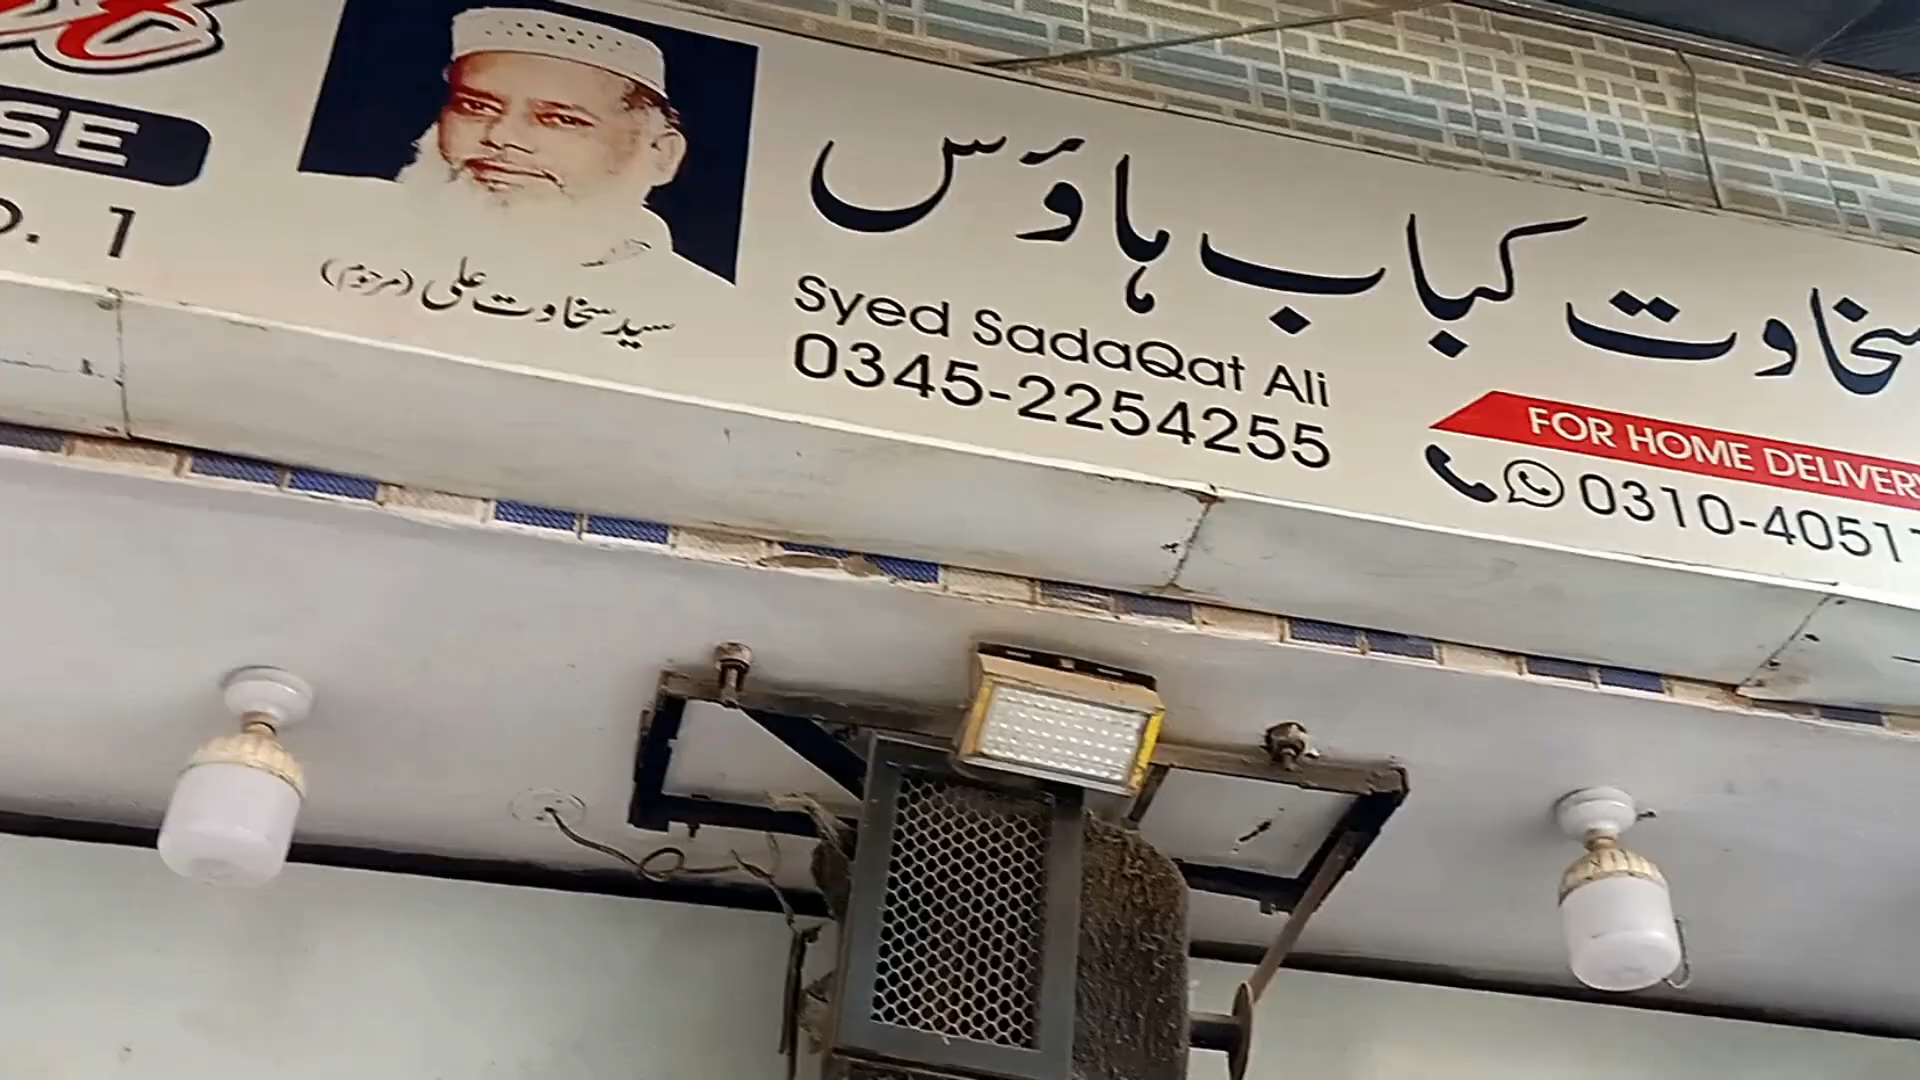 SE
. 1
سید سخاوت علی (مرحوم)
سخاوت کباب ہاؤس
Syed SadaQat Ali
0345-2254255
FOR HOME DELIVERY
0310-4051